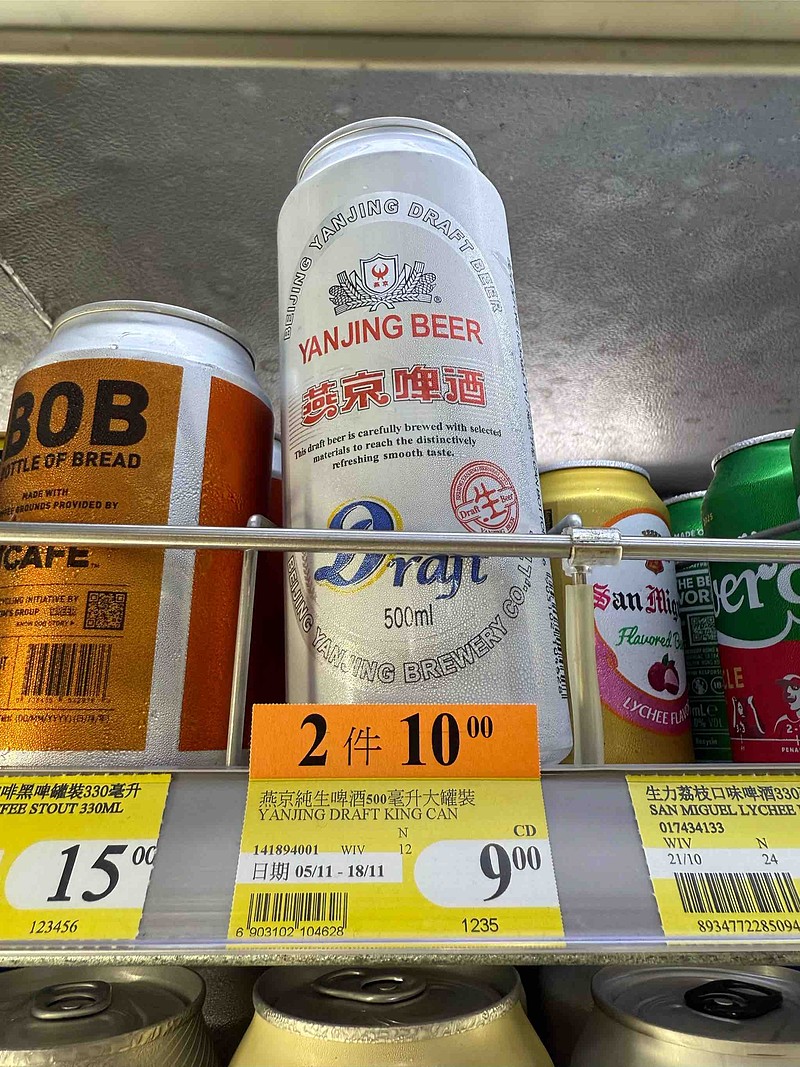 BOB
BOTTLE OF BREAD
MADE WITH
GROUNDS PROVIDED BY
CAFE
BEIJING YANJING DRAFT BEER
燕京
®
YANJING BEER
燕京啤酒
This draft beer is carefully brewed with selected
materials to reach the distinctively
refreshing smooth taste.
Draft 生 Beer
Draft
500ml
BEIJING YANJING BREWERY CO., LTD
San Mig
Flavored B
LYCHEE FLAV
2 件 10.00
燕京純生啤酒500毫升大罐裝
YANJING DRAFT KING CAN
N
CD
141894001 WIV 12
日期 05/11 - 18/11
9.00
6 903102 104628
1235
啡黑啤罐裝330毫升
FEE STOUT 330ML
15.00
123456
生力荔枝口味啤酒330
SAN MIGUEL LYCHEE
017434133
WIV N
21/10 24
8934772285094